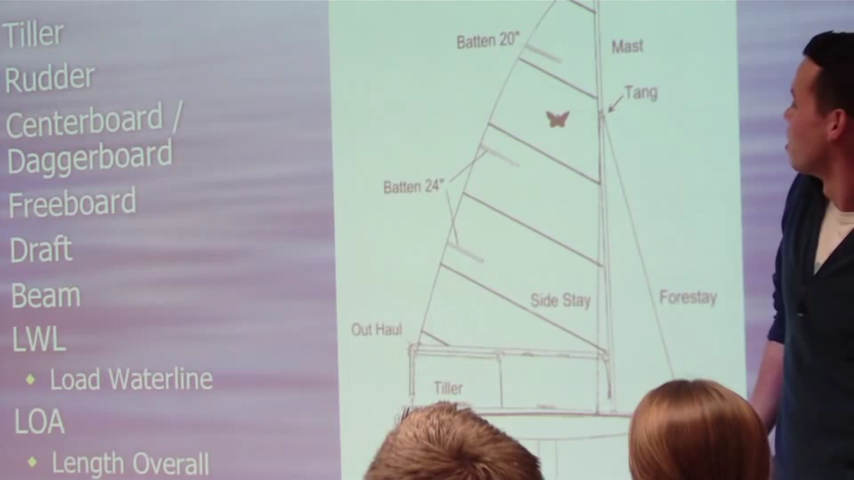 Tiller
Rudder
Centerboard /
Daggerboard
Freeboard
Draft
Beam
LWL
Load Waterline
LOA
Length Overall
Batten 20"
Mast
Tang
Batten 24"
Side Stay
Forestay
Out Haul
Tiller